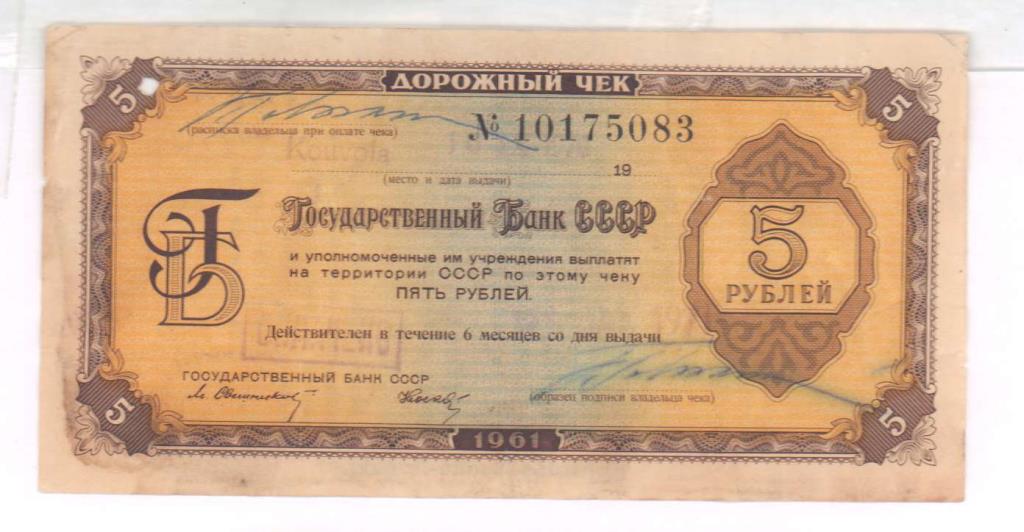 ДОРОЖНЫЙ ЧЕК
5
5
(расписка владельца при оплате чека)
№ 10175083
Kouvola
19
(место и дата выдачи)
ГБ
Государственный Банк СССР
и уполномоченные им учреждения выплатят
на территории СССР по этому чеку
ПЯТЬ РУБЛЕЙ.
5
РУБЛЕЙ
Действителен в течение 6 месяцев со дня выдачи
ГОСУДАРСТВЕННЫЙ БАНК СССР
(образец подписи владельца чека)
5
1961
5